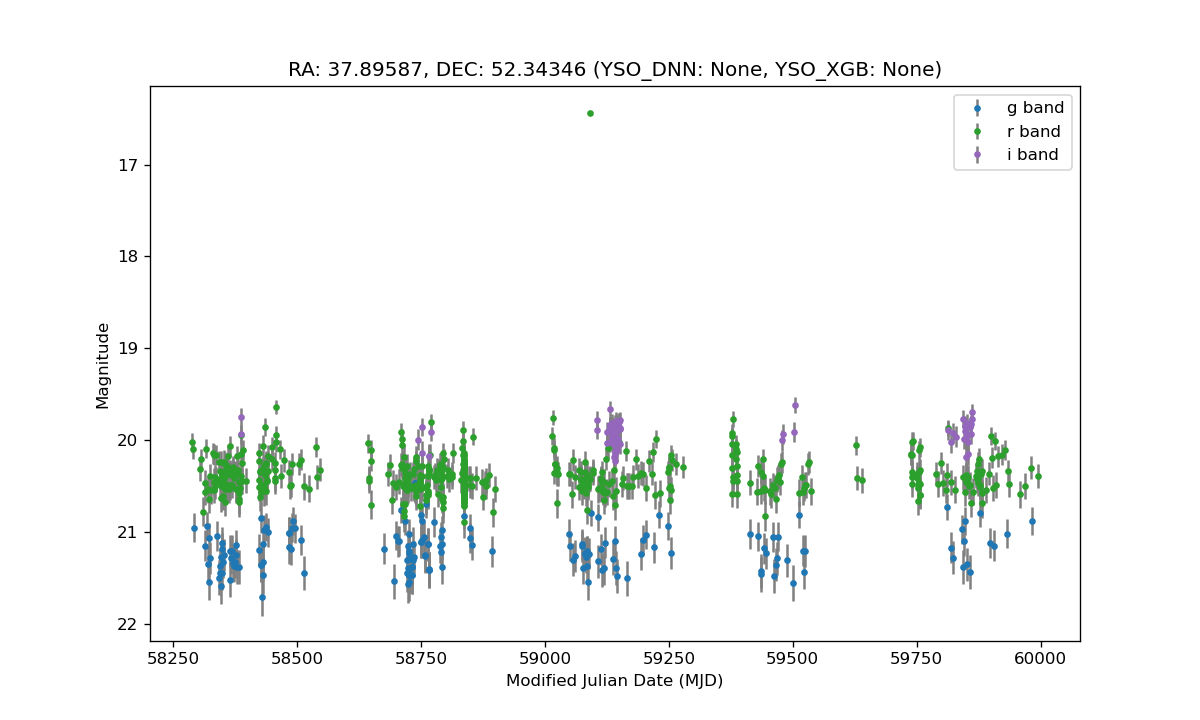 RA: 37.89587, DEC: 52.34346 (YSO_DNN: None, YSO_XGB: None)
g band
r band
i band
17
18
19
20
21
22
Magnitude
58250
58500
58750
59000
59250
59500
59750
60000
Modified Julian Date (MJD)